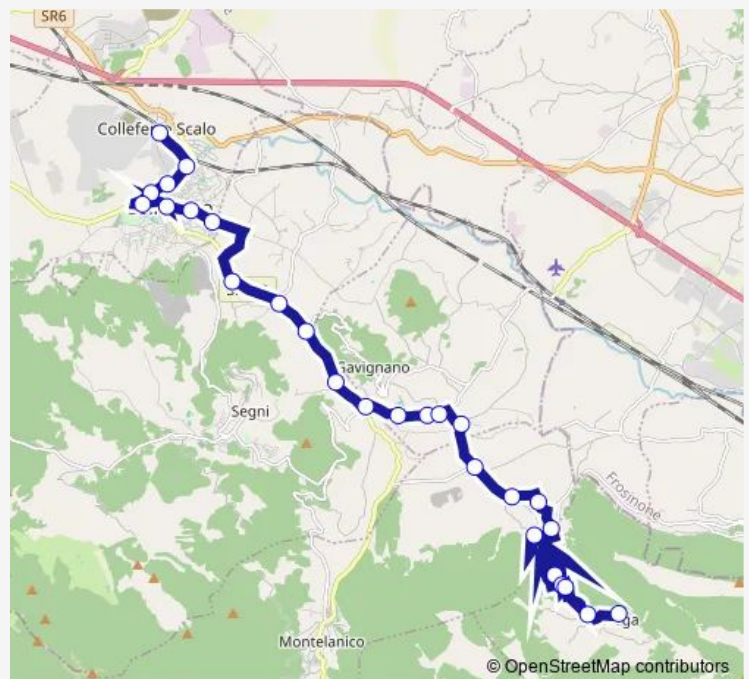 SR6
Colleferro Scalo
Gavignano
Segni
Frosinone
Montelanico
© OpenStreetMap contributors